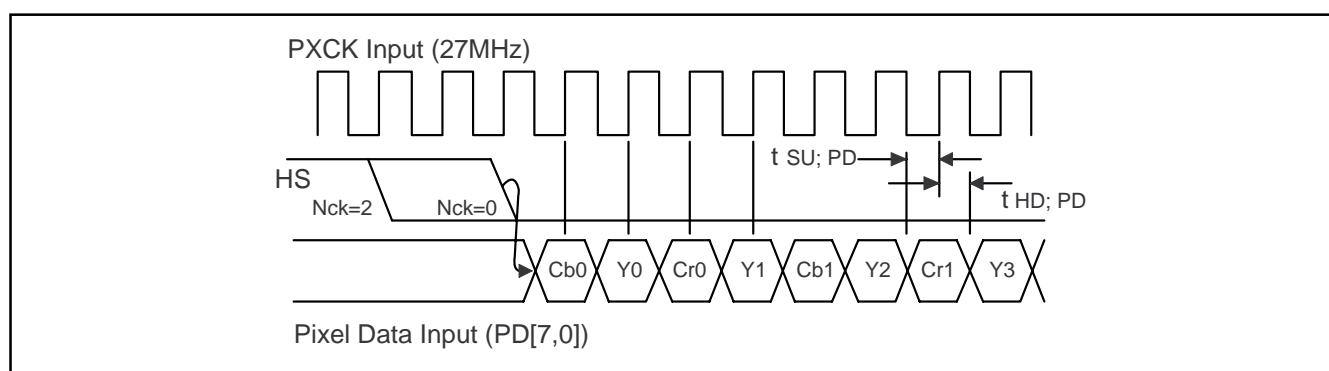 PXCK Input (27MHz)
t SU; PD
HS
t HD; PD
Nck=2 Nck=0
Cb0 Y0 Cr0 Y1 Cb1 Y2 Cr1 Y3
Pixel Data Input (PD[7,0])